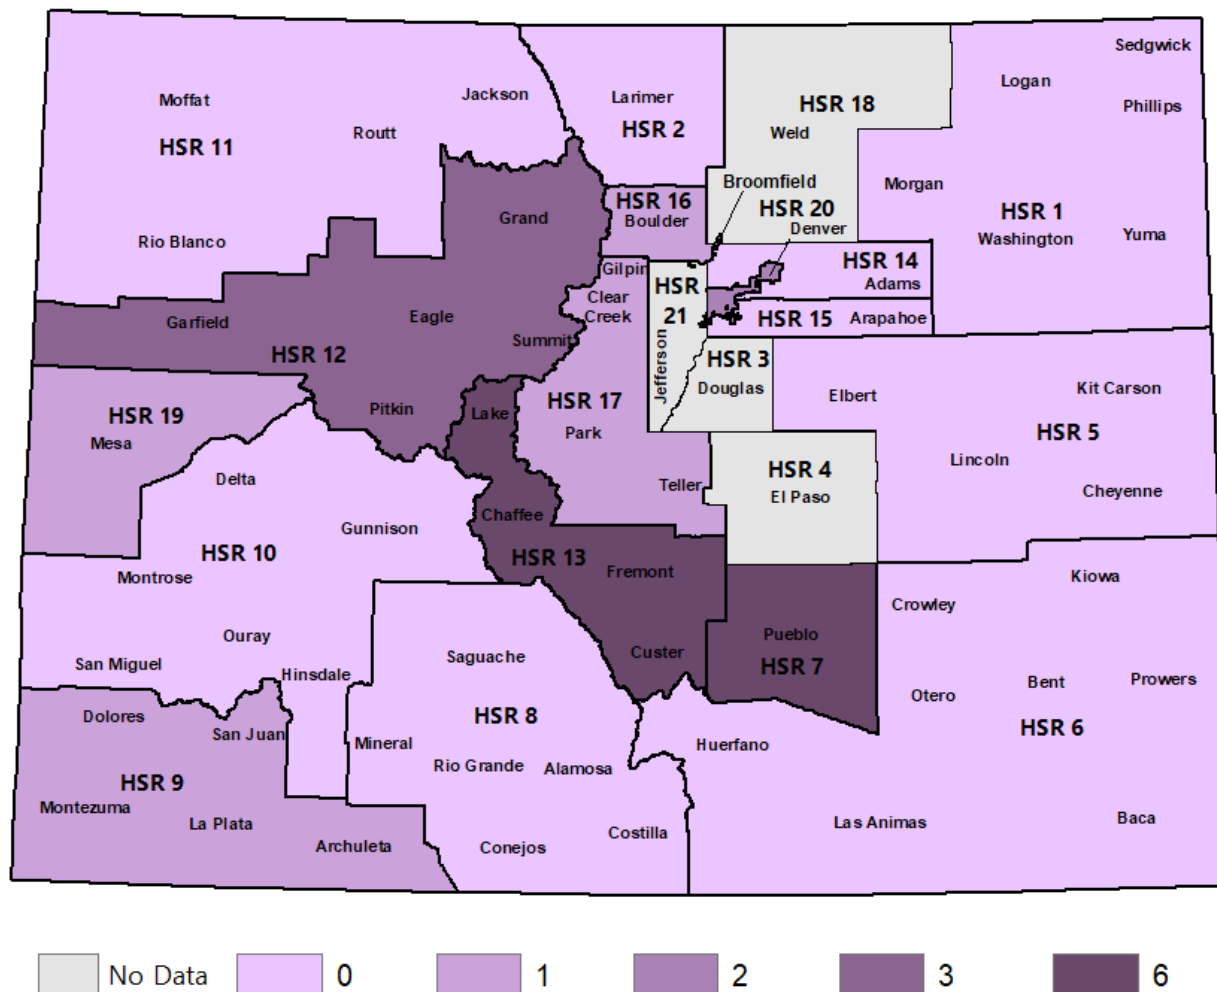 Sedgwick
Moffat
Jackson
Larimer
HSR 18
Logan
Phillips
HSR 11
Routt
HSR 2
Weld
Broomfield
Morgan
HSR 16
Boulder
HSR 20
Denver
HSR 1
Washington
Yuma
Grand
Rio Blanco
Gilpin
HSR 14
Adams
Clear
Creek
HSR
21
Jefferson
HSR 15
Arapahoe
Garfield
Eagle
Summit
HSR 12
HSR 3
Douglas
Kit Carson
HSR 19
Mesa
Pitkin
Lake
HSR 17
Park
Elbert
HSR 5
Lincoln
Cheyenne
Delta
Teller
HSR 4
El Paso
Gunnison
Chaffee
HSR 10
Montrose
HSR 13
Fremont
Kiowa
Crowley
Ouray
Pueblo
HSR 7
San Miguel
Hinsdale
Saguache
Custer
Otero
Bent
Prowers
Dolores
San Juan
HSR 8
HSR 6
Mineral
Huerfano
Rio Grande
Alamosa
HSR 9
Montezuma
La Plata
Archuleta
Conejos
Costilla
Las Animas
Baca
No Data
0
1
2
3
6